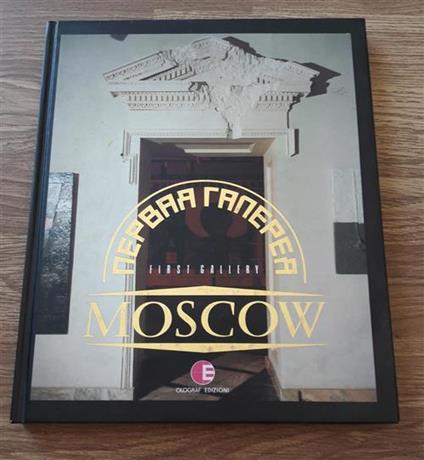 ПЕРВАЯ ГАЛЕРЕЯ
FIRST GALLERY
MOSCOW
E
OLOGRAF EDIZIONI